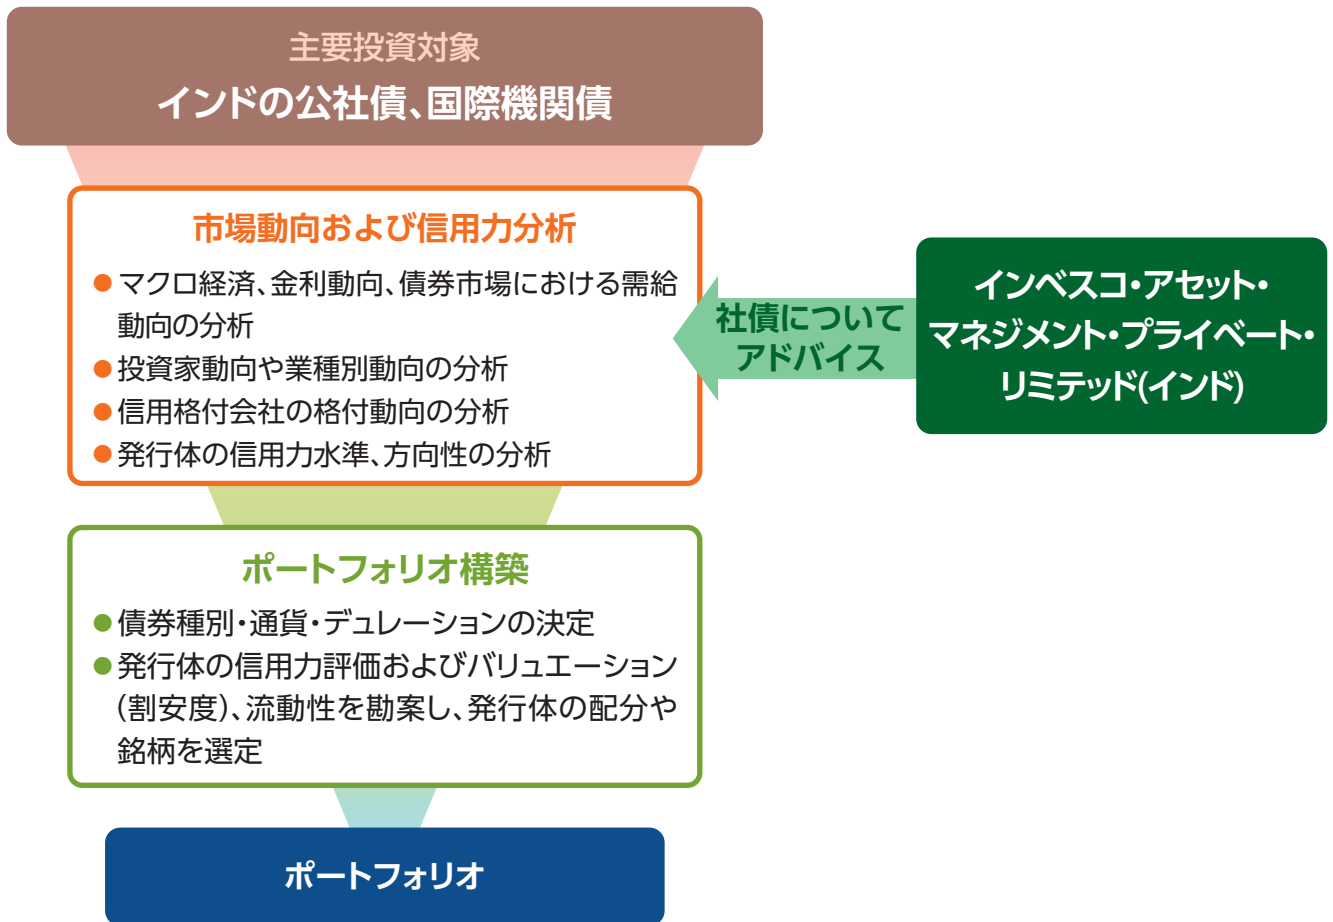 主要投資対象
インドの公社債、国際機関債
市場動向および信用力分析
●マクロ経済、金利動向、債券市場における需給
動向の分析
●投資家動向や業種別動向の分析
●信用格付会社の格付動向の分析
●発行体の信用力水準、方向性の分析
社債について
アドバイス
インベスコ・アセット・
マネジメント・プライベート・
リミテッド(インド)
ポートフォリオ構築
●債券種別・通貨・デュレーションの決定
●発行体の信用力評価およびバリュエーション
(割安度)、流動性を勘案し、発行体の配分や
銘柄を選定
ポートフォリオ